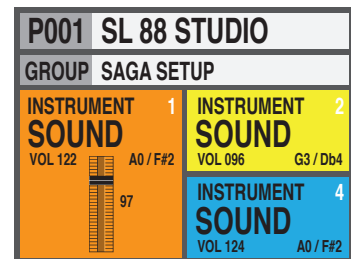 P001 SL 88 STUDIO
GROUP SAGA SETUP
INSTRUMENT 1
SOUND
VOL 122 A0 / F#2
97
INSTRUMENT 2
SOUND
VOL 096 G3 / Db4
INSTRUMENT 4
SOUND
VOL 124 A0 / F#2